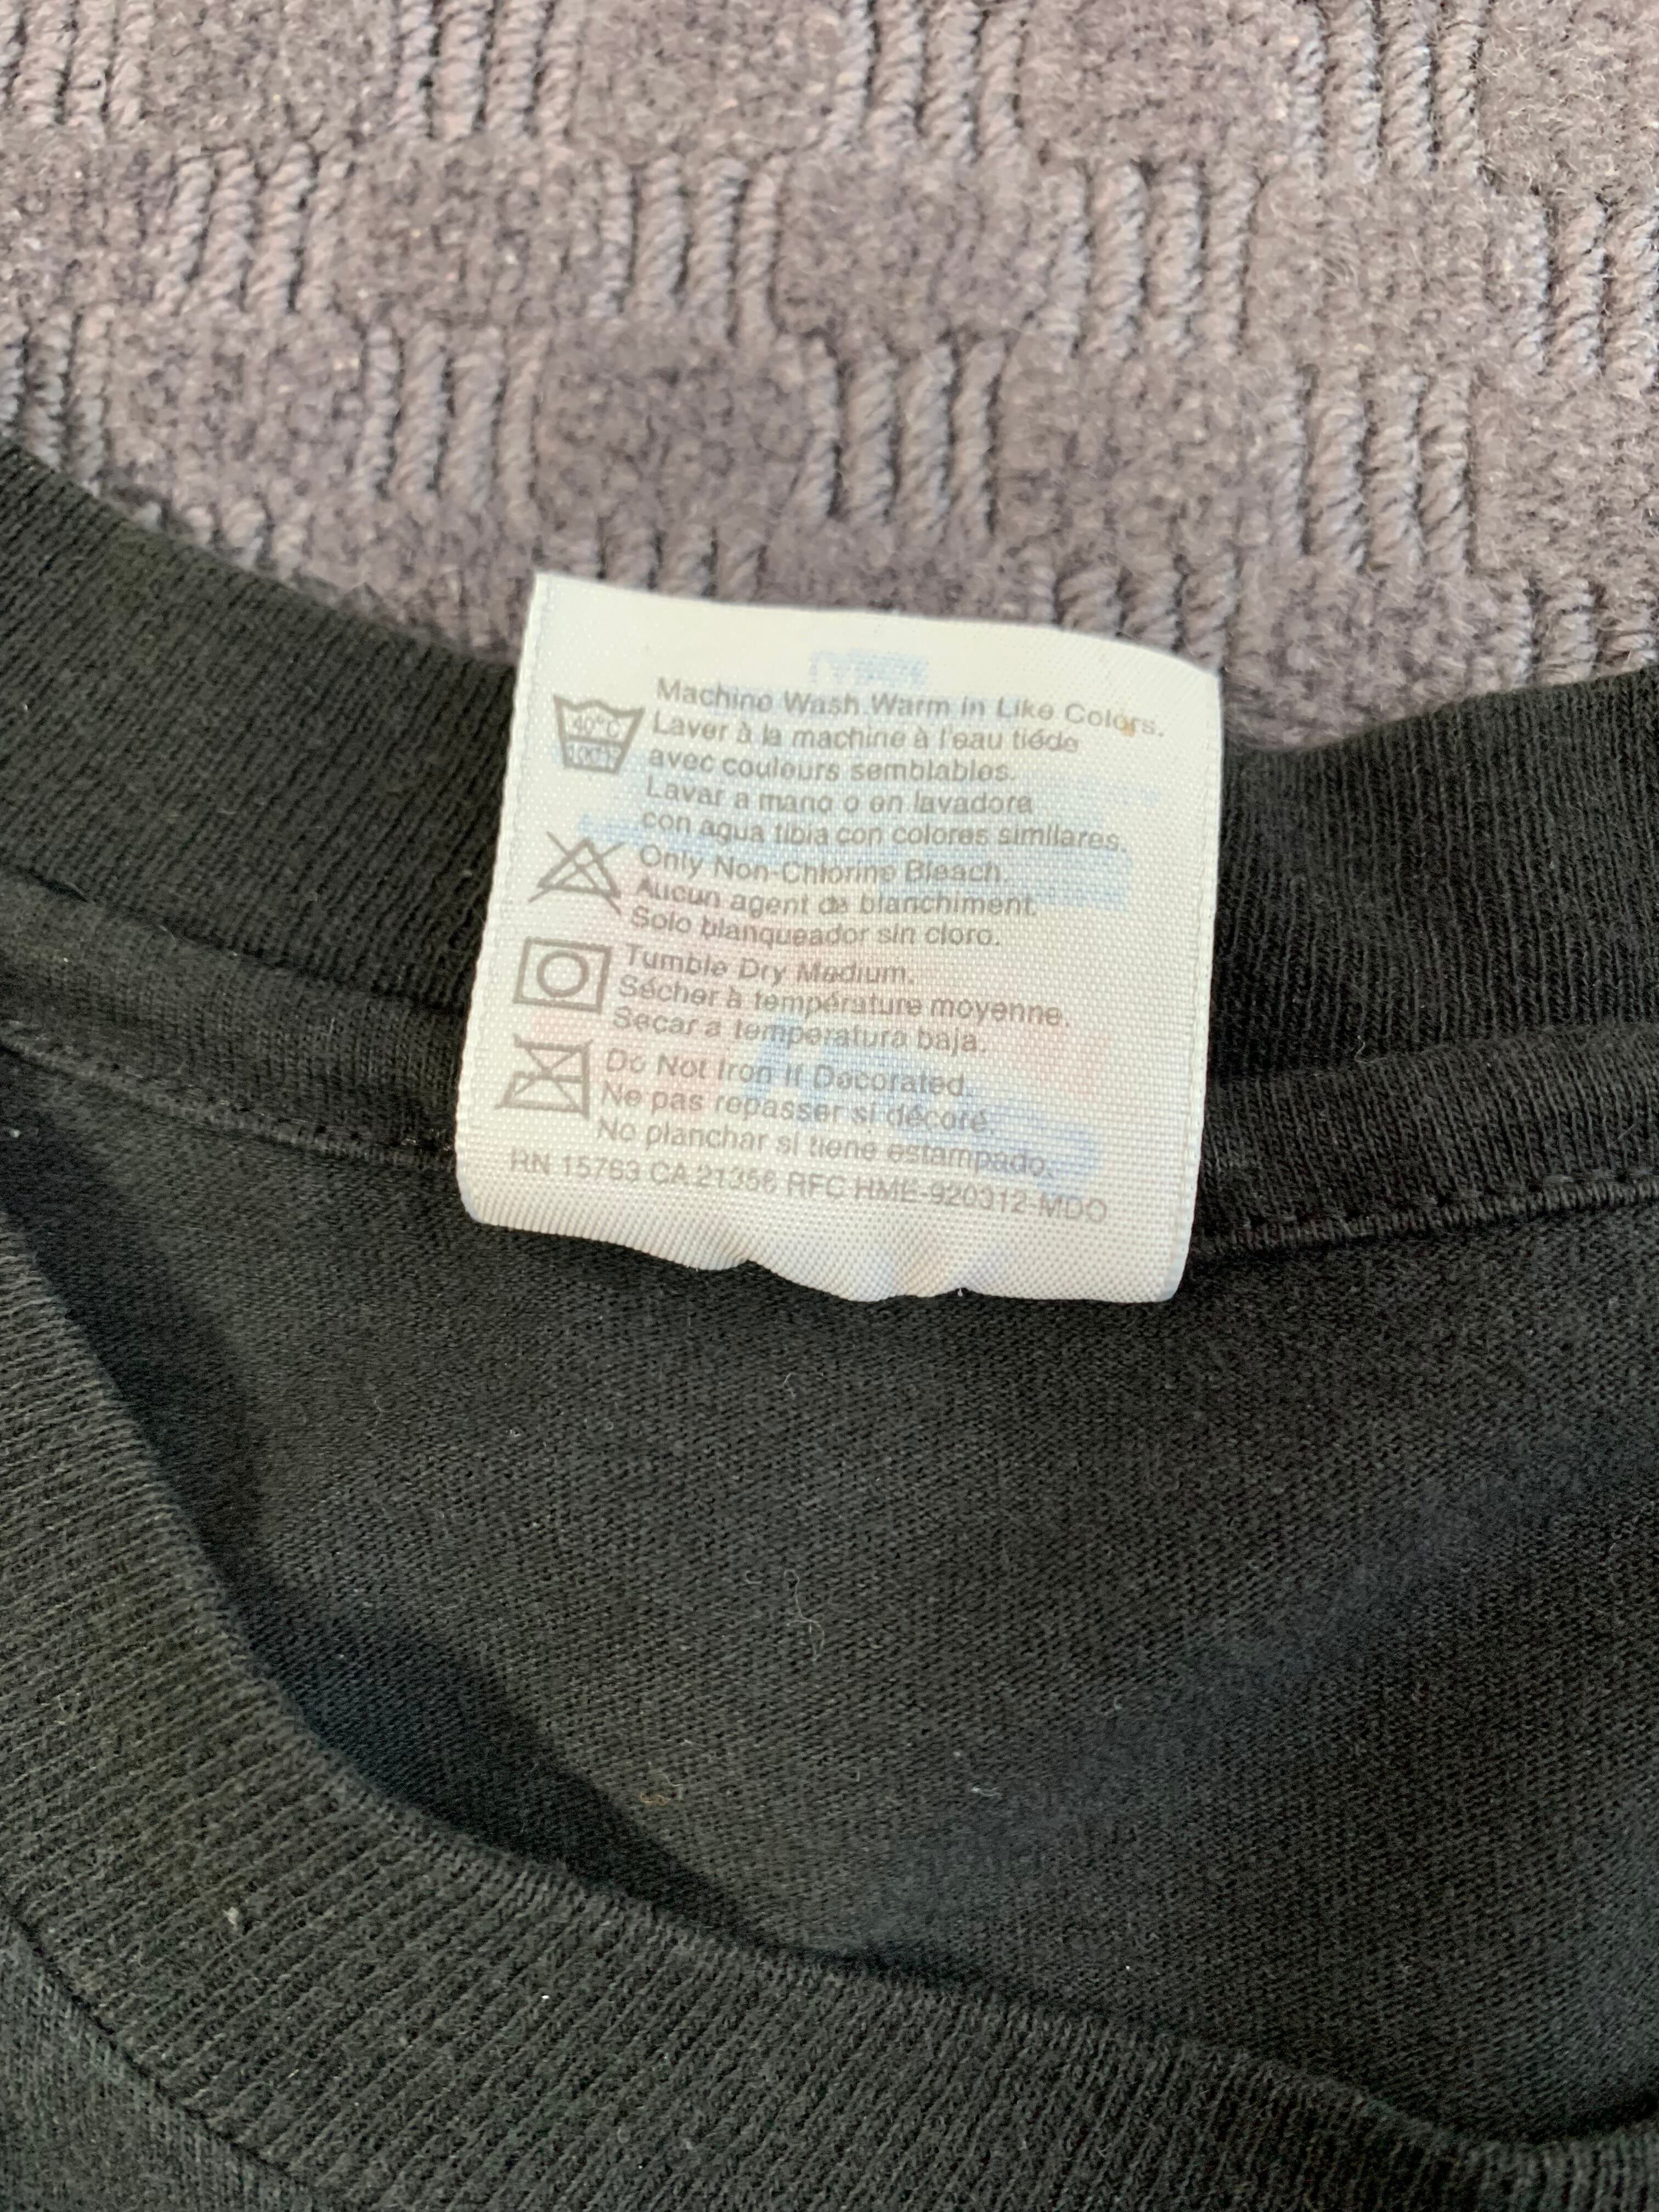 Machine Wash Warm in Like Colors.
40°C
Laver à la machine à l'eau tiéde
avec couleurs semblables.
Lavar a mano o en lavadora
con agua tibia con colores similares.
Only Non-Chlorine Bleach.
Aucun agent de blanchiment.
Solo blanqueador sin cloro.
Tumble Dry Medium.
Sécher à température moyenne.
Secar a temperatura baja.
Do Not Iron If Decorated.
Ne pas repasser si décoré.
No planchar si tiene estampado.
RN 15763 CA 21356 RFC HME-920312-MDO